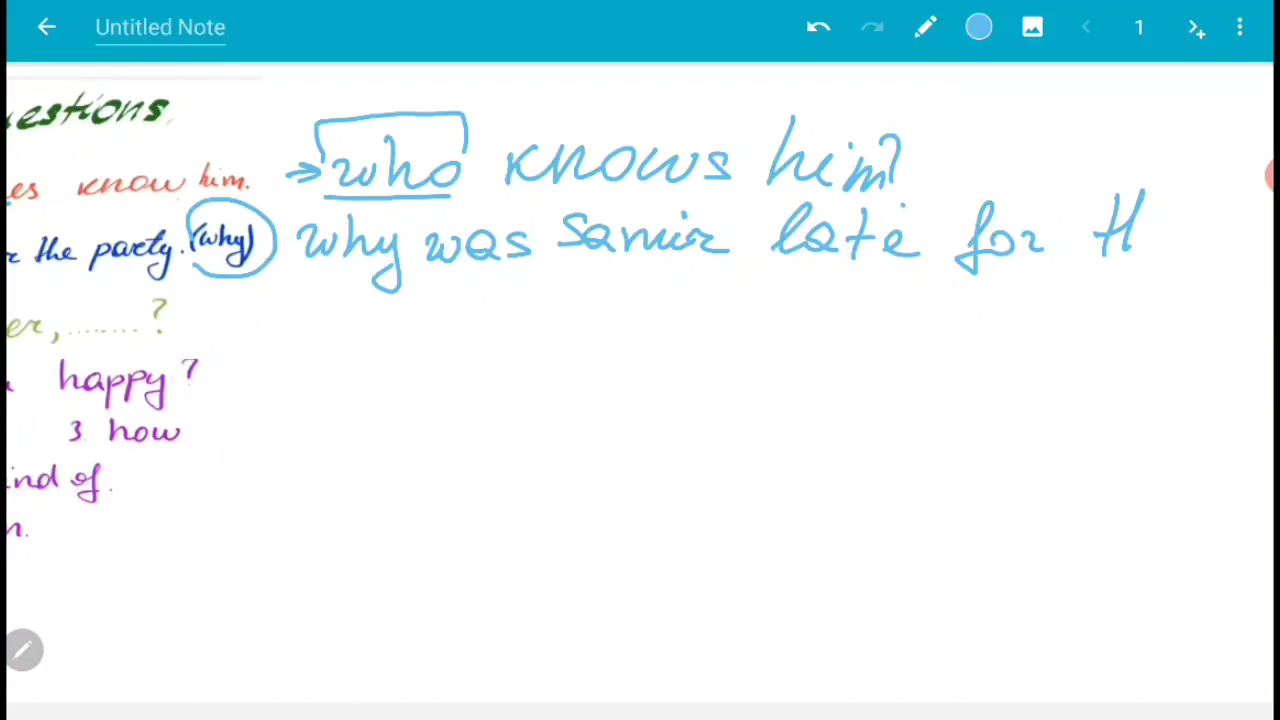 Untitled Note
1
estions.
es know him. → who knows him?
the party. (why) why was samir late for th
er, ........ ?
happy ?
3. how
ind of.
n.